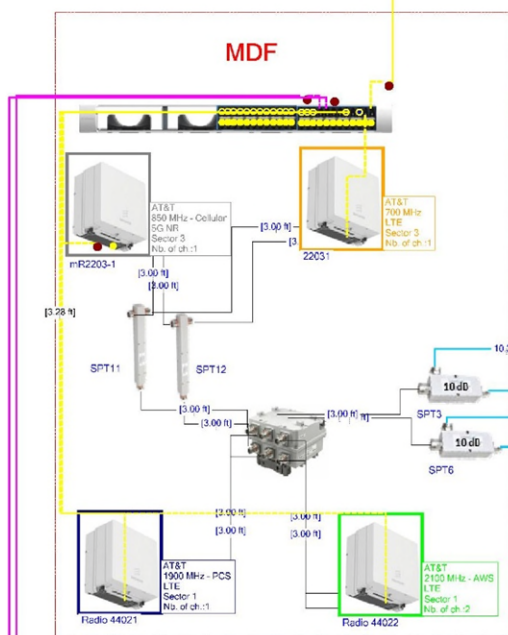 MDF
AT&T
850 MHz - Cellular
5G NR
Sector 3
Nb. of ch.:1
mR2203-1
AT&T
700 MHz
LTE
Sector 3
Nb. of ch.:1
22031
[3.00 ft]
[3.00 ft]
[3.00 ft]
[3.28 ft]
SPT11
SPT12
[3.00 ft]
[3.00 ft]
[3.00 ft]
[3.00 ft]
10 dB
SPT3
10 dB
SPT6
[3.00 ft]
[3.00 ft]
[3.00 ft]
[3.00 ft]
AT&T
1900 MHz - PCS
LTE
Sector 1
Nb. of ch.:1
Radio 44021
AT&T
2100 MHz - AWS
LTE
Sector 1
Nb. of ch.:2
Radio 44022